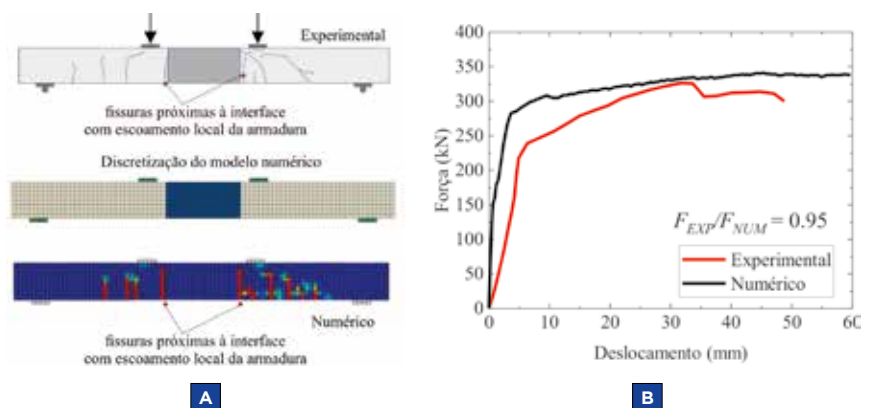 Experimental
fissuras próximas à interface
com escoamento local da armadura
Discretização do modelo numérico
Numérico
fissuras próximas à interface
com escoamento local da armadura
A
400
350
300
250
200
150
100
50
0
Força (kN)
F_EXP/F_NUM = 0.95
Experimental
Numérico
0 10 20 30 40 50 60
Deslocamento (mm)
B